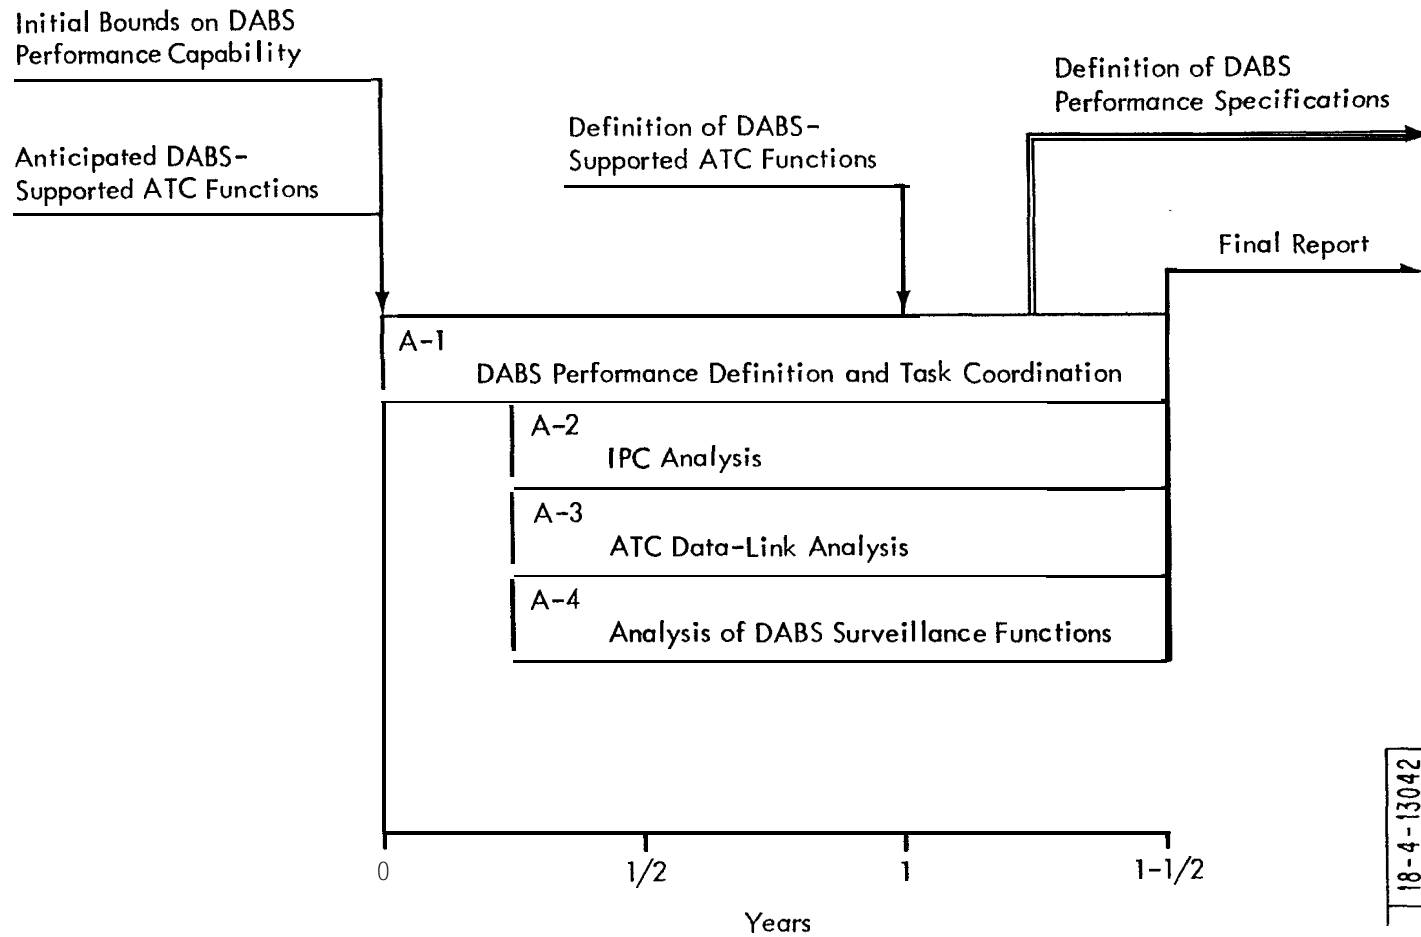 Initial Bounds on DABS
Performance Capability
Anticipated DABS-
Supported ATC Functions
Definition of DABS-
Supported ATC Functions
Definition of DABS
Performance Specifications
Final Report
A-1
DABS Performance Definition and Task Coordination
A-2
IPC Analysis
A-3
ATC Data-Link Analysis
A-4
Analysis of DABS Surveillance Functions
0
1/2
1
1-1/2
Years
18-4-13042